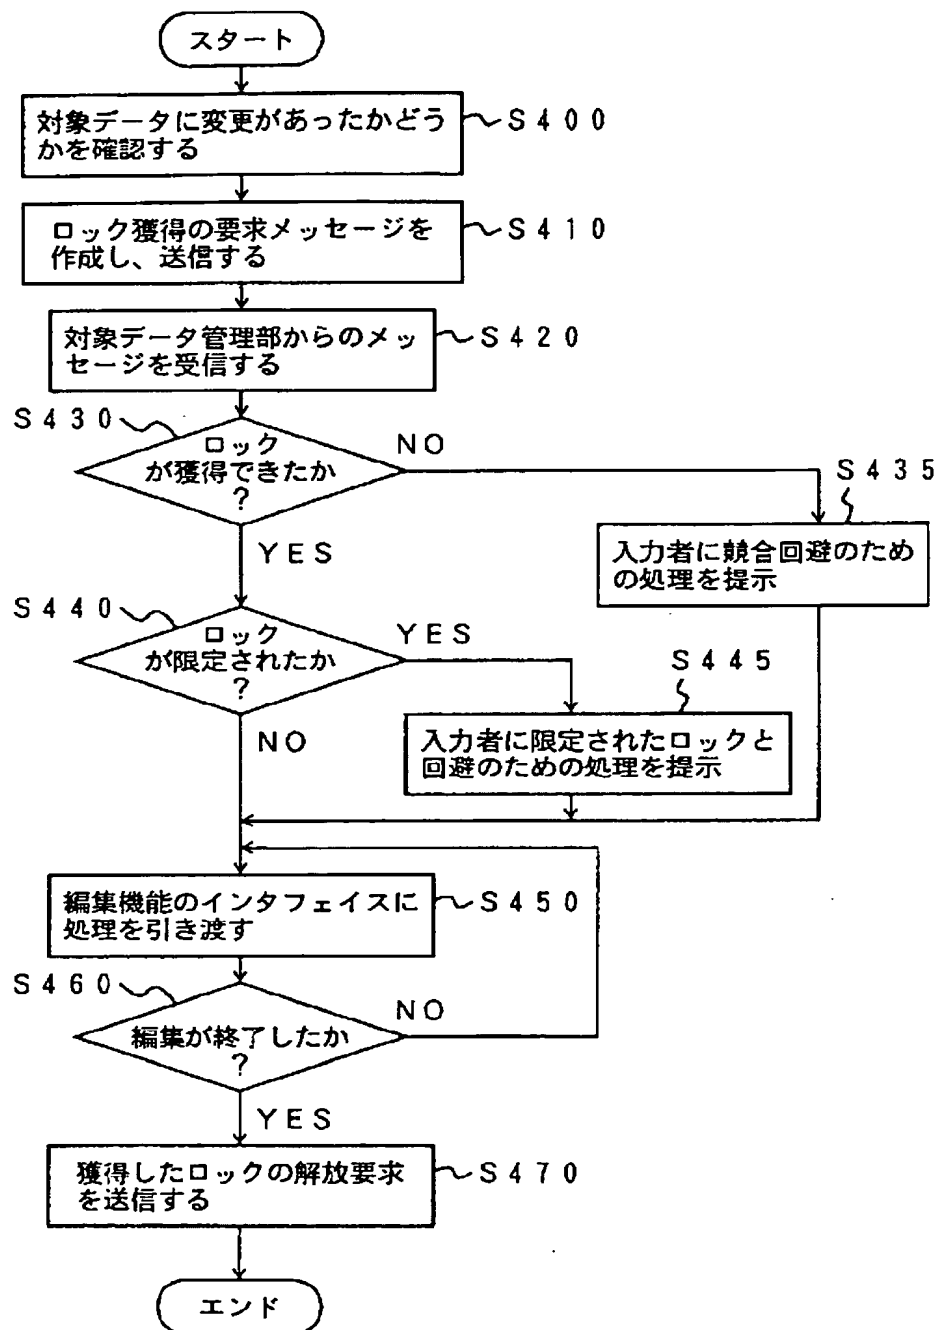 スタート
対象データに変更があったかどう
かを確認する
S400
ロック獲得の要求メッセージを
作成し、送信する
S410
対象データ管理部からのメッ
セージを受信する
S420
S430
ロック
が獲得できたか
?
NO
YES
S435
入力者に競合回避のため
の処理を提示
S440
ロック
が限定されたか
?
YES
NO
S445
入力者に限定されたロックと
回避のための処理を提示
編集機能のインタフェイスに
処理を引き渡す
S450
S460
編集が終了したか
?
NO
YES
獲得したロックの解放要求
を送信する
S470
エンド